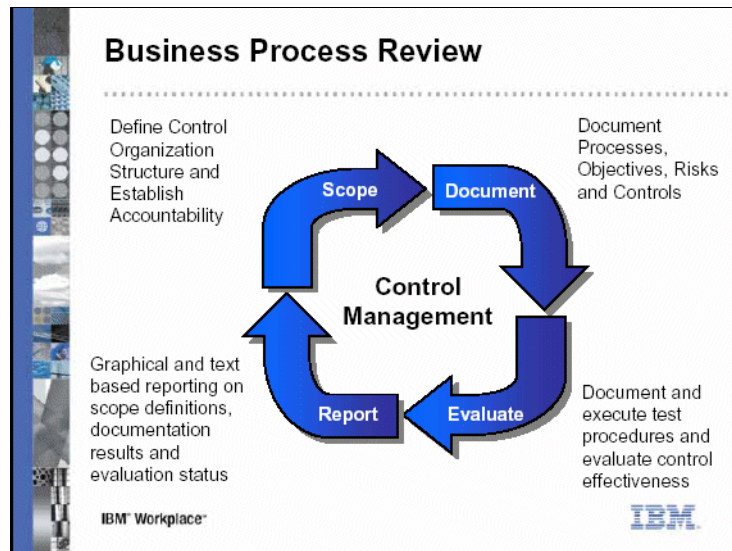 Business Process Review
Define Control
Organization
Structure and
Establish
Accountability
Document
Processes,
Objectives, Risks
and Controls
Scope
Document
Control
Management
Graphical and text
based reporting on
scope definitions,
documentation
results and
evaluation status
Report
Evaluate
Document and
execute test
procedures and
evaluate control
effectiveness
IBM® Workplace™
IBM.